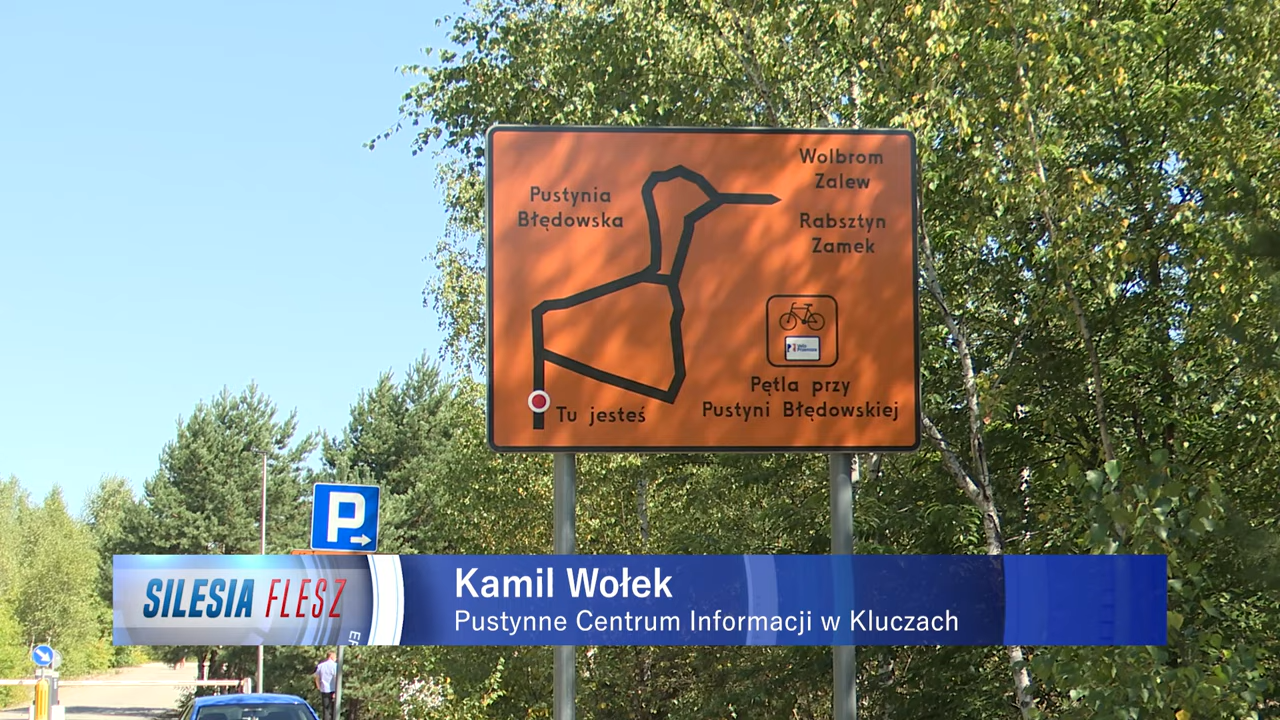 Wolbrom
Zalew
Pustynia
Błędowska
Rabsztyn
Zamek
Pętla przy
Pustyni Błędowskiej
Tu jesteś
P
SILESIA FLESZ
Kamil Wołek
Pustynne Centrum Informacji w Kluczach